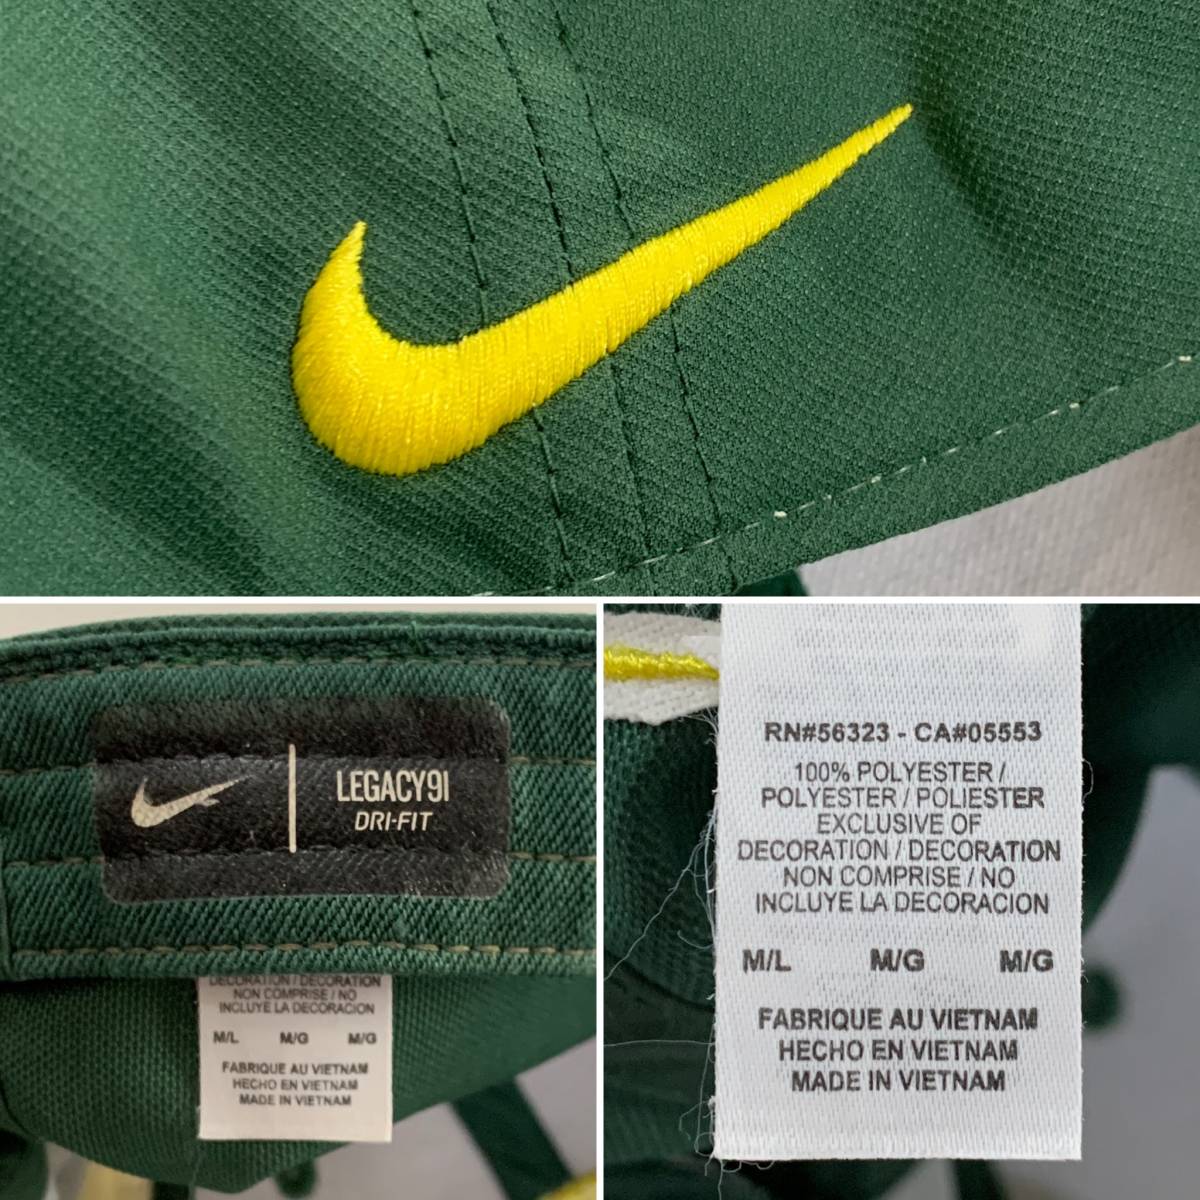 LEGACY91
DRI-FIT
DECORATION / DECORATION
NON COMPRISE / NO
INCLUYE LA DECORACION
M/L M/G M/G
FABRIQUE AU VIETNAM
HECHO EN VIETNAM
MADE IN VIETNAM
RN#56323 - CA#05553
100% POLYESTER /
POLYESTER / POLIESTER
EXCLUSIVE OF
DECORATION / DECORATION
NON COMPRISE / NO
INCLUYE LA DECORACION
M/L M/G M/G
FABRIQUE AU VIETNAM
HECHO EN VIETNAM
MADE IN VIETNAM